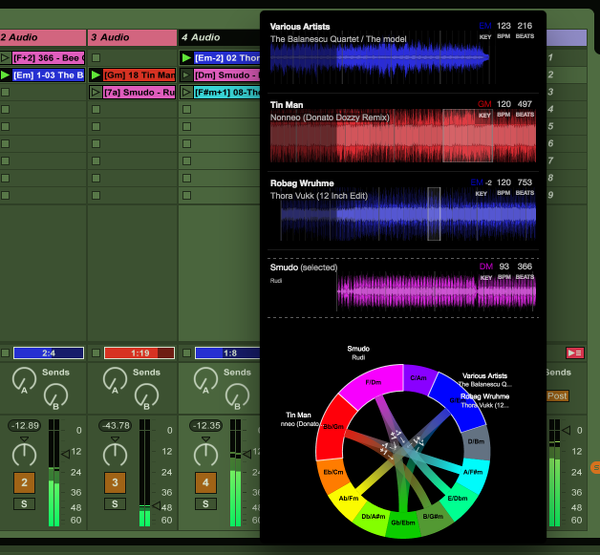 2 Audio
3 Audio
4 Audio
[F+2] 366 - Bee
[Em-2] 02 Thor
1
[Em] 1-03 The B
[Gm] 18 Tin Man
[Dm] Smudo -
2
[7a] Smudo - Ru
[F#m+1] 08-The
3
4
5
6
7
8
9
Various Artists
The Balanescu Quartet / The model
EM 123 216
KEY BPM BEATS
Tin Man
Nonneo (Donato Dozzy Remix)
GM 120 497
KEY BPM BEATS
Robag Wruhme
Thora Vukk (12 Inch Edit)
EM -2 120 753
KEY BPM BEATS
Smudo (selected)
Rudi
DM 93 366
KEY BPM BEATS
2:4
1:19
1:8
Sends
Sends
Sends
A
B
A
B
A
B
Post
-12.89
-43.78
-12.35
0
12
24
36
48
60
0
12
24
36
48
60
0
12
24
36
48
60
0
12
24
36
48
60
2
3
4
S
S
S
Smudo
Rudi
Various Artists
The Balanescu Q...
Robag Wruhme
Thora Vukk (12...
Tin Man
nneo (Donato
F/Dm
C/Am
Bb/Gm
D/Bm
Eb/Cm
A/F#m
Ab/Fm
E/Dbm
Db/A#m
Gb/Ebm
B/G#m